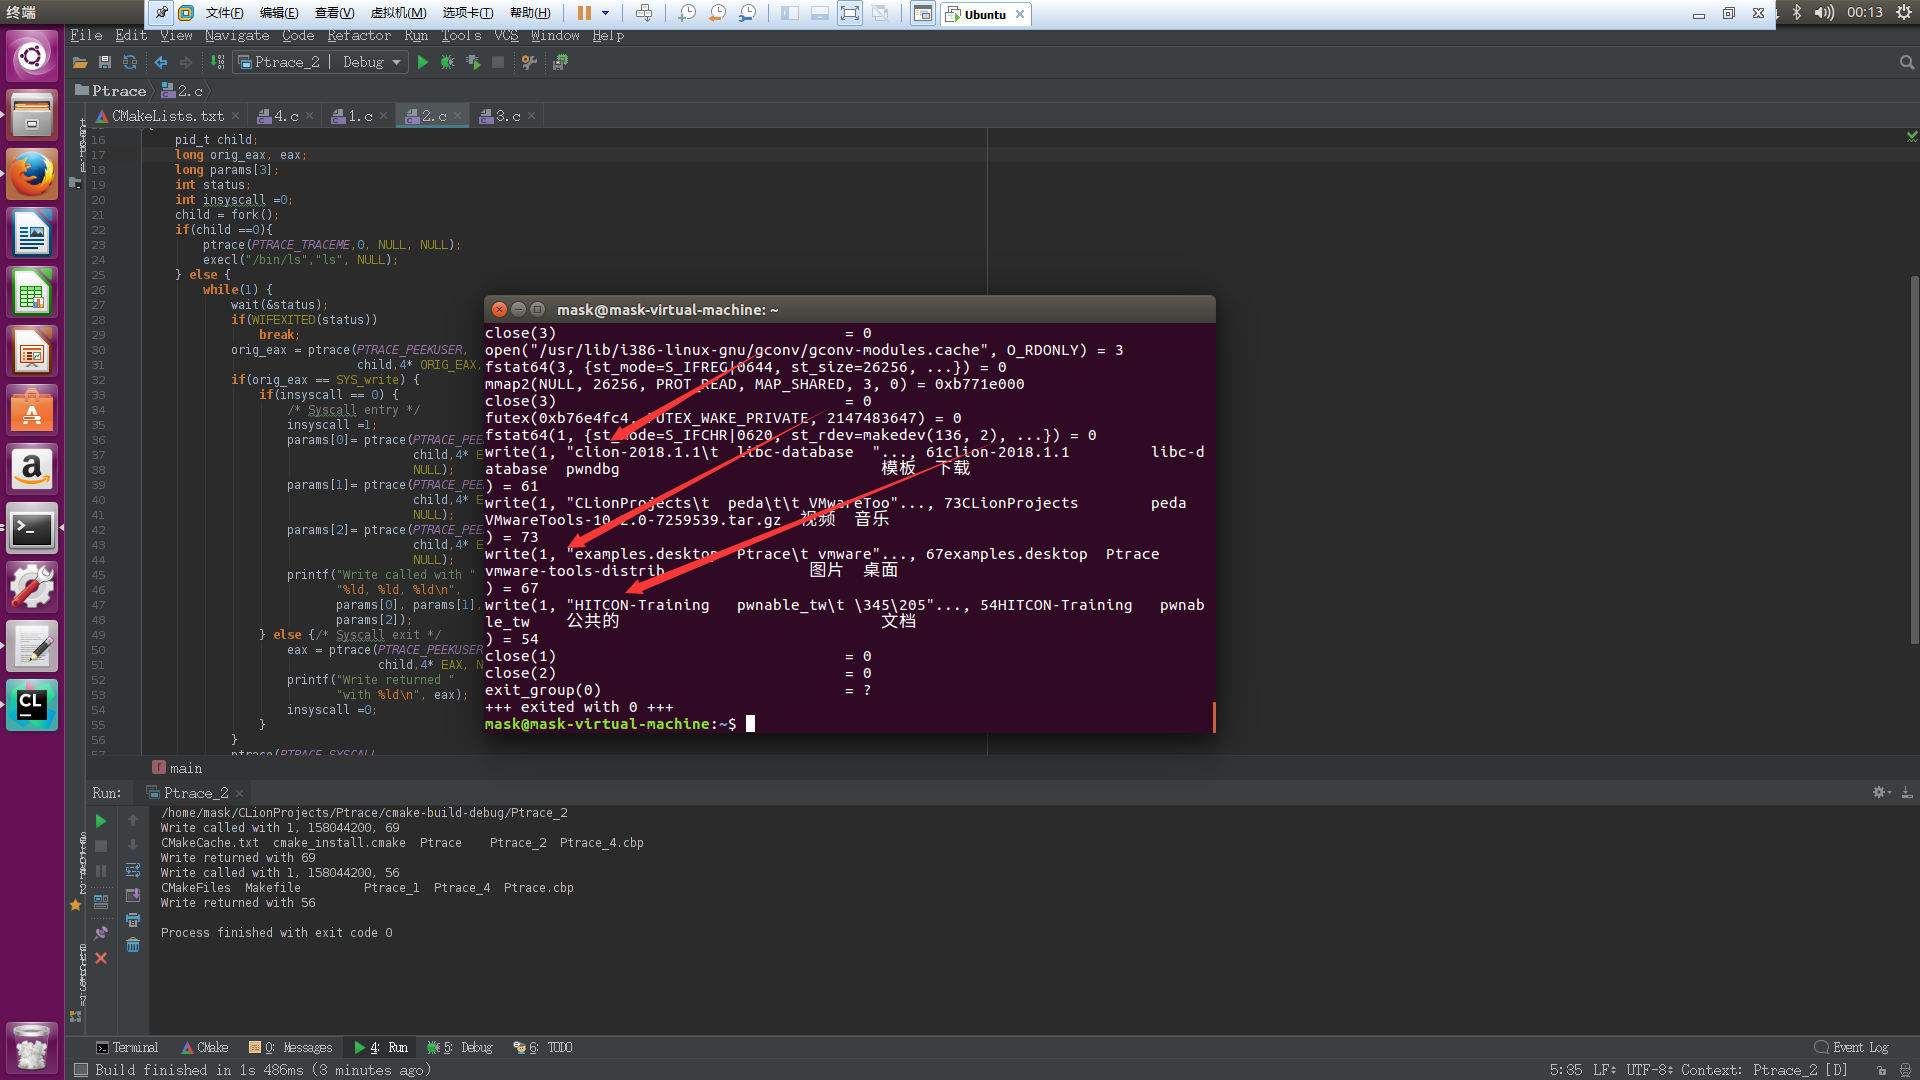 终端 文件(F) 编辑(E) 查看(V) 虚拟机(M) 选项卡(T) 帮助(H) Ubuntu 00:13
File Edit View Navigate Code Refactor Run Tools VCS Window Help
Ptrace_2 | Debug
Ptrace 2.c
CMakeLists.txt 4.c 1.c 2.c 3.c
16 pid_t child;
17 long orig_eax, eax;
18 long params[3];
19 int status;
20 int insyscall =0;
21 child = fork();
22 if(child ==0){
23 ptrace(PTRACE_TRACEME,0, NULL, NULL);
24 execl("/bin/ls","ls", NULL);
25 } else {
26 while(1) {
27 wait(&status);
28 if(WIFEXITED(status))
29 break;
30 orig_eax = ptrace(PTRACE_PEEKUSER,
31 child,4* ORIG_EAX,
32 if(orig_eax == SYS_write) {
33 if(insyscall == 0) {
34 /* Syscall entry */
35 insyscall =1;
36 params[0]= ptrace(PTRACE_PEE
37 child,4* E
38 NULL);
39 params[1]= ptrace(PTRACE_PEE
40 child,4* E
41 NULL);
42 params[2]= ptrace(PTRACE_PEE
43 child,4* E
44 NULL);
45 printf("Write called with "
46 "%ld, %ld, %ld\n",
47 params[0], params[1],
48 params[2]);
49 } else {/* Syscall exit */
50 eax = ptrace(PTRACE_PEEKUSER
51 child,4* EAX, N
52 printf("Write returned "
53 "with %ld\n", eax);
54 insyscall =0;
55 }
56 }
57 ptrace(PTRACE_SYSCALL
mask@mask-virtual-machine: ~
close(3) = 0
open("/usr/lib/i386-linux-gnu/gconv/gconv-modules.cache", O_RDONLY) = 3
fstat64(3, {st_mode=S_IFREG|0644, st_size=26256, ...}) = 0
mmap2(NULL, 26256, PROT_READ, MAP_SHARED, 3, 0) = 0xb771e000
close(3) = 0
futex(0xb76e4fc4, FUTEX_WAKE_PRIVATE, 2147483647) = 0
fstat64(1, {st_mode=S_IFCHR|0620, st_rdev=makedev(136, 2), ...}) = 0
write(1, "clion-2018.1.1\t libc-database "..., 61clion-2018.1.1 libc-d
atabase pwndbg 模板 下载
) = 61
write(1, "CLionProjects\t peda\t\t VMwareToo"..., 73CLionProjects peda
VMwareTools-10.2.0-7259539.tar.gz 视频 音乐
) = 73
write(1, "examples.desktop Ptrace\t vmware"..., 67examples.desktop Ptrace
vmware-tools-distrib 图片 桌面
) = 67
write(1, "HITCON-Training pwnable_tw\t \345\205"..., 54HITCON-Training pwnab
le_tw 公共的 文档
) = 54
close(1) = 0
close(2) = 0
exit_group(0) = ?
+++ exited with 0 +++
mask@mask-virtual-machine:~$
main
Run: Ptrace_2
/home/mask/CLionProjects/Ptrace/cmake-build-debug/Ptrace_2
Write called with 1, 158044200, 69
CMakeCache.txt cmake_install.cmake Ptrace Ptrace_2 Ptrace_4.cbp
Write returned with 69
Write called with 1, 158044200, 56
CMakeFiles Makefile Ptrace_1 Ptrace_4 Ptrace.cbp
Write returned with 56
Process finished with exit code 0
Terminal CMake 0: Messages 4: Run 5: Debug 6: TODO Event Log
Build finished in 1s 486ms (3 minutes ago) 5:35 LF UTF-8 Context: Ptrace_2 [D]